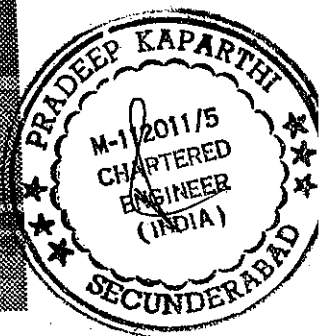 PRADEEP KAPARTHI
M-112011/5
CHARTERED
ENGINEER
(INDIA)
SECUNDERABAD